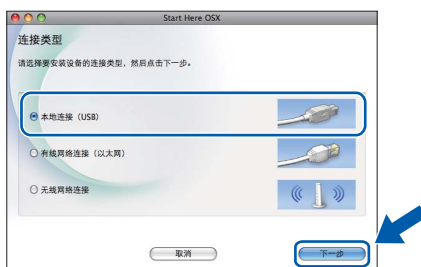 Start Here OSX
连接类型
请选择要安装设备的连接类型，然后点击下一步。
本地连接（USB）
有线网络连接（以太网）
无线网络连接
取消
下一步